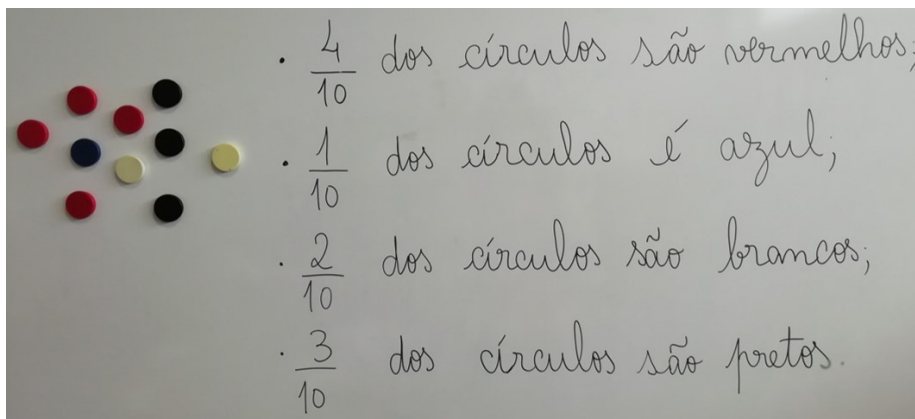 · 4/10 dos círculos são vermelhos;
· 1/10 dos círculos é azul;
· 2/10 dos círculos são brancos;
· 3/10 dos círculos são pretos.